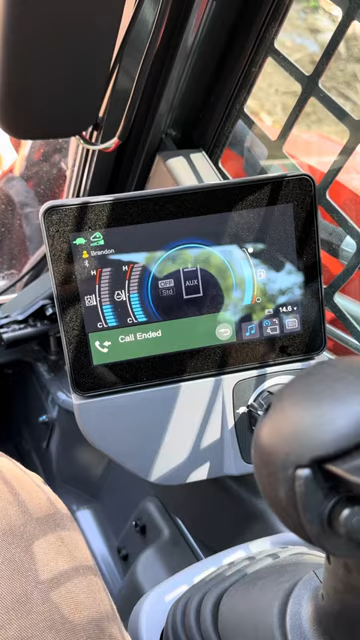 Brandon
H
H
OFF
Std
AUX
C
C
14.6 v
Call Ended